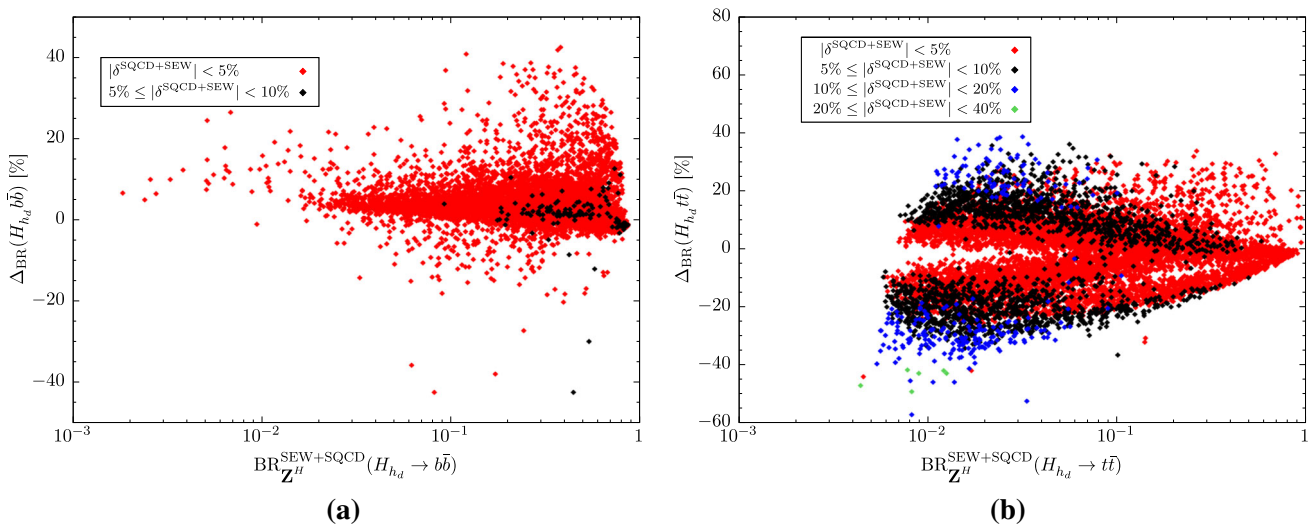 40
20
0
−20
−40
Δ_BR(H_{h_d} b b̄) [%]
|δ^{SQCD+SEW}| < 5%
5% ≤ |δ^{SQCD+SEW}| < 10%
10^{−3} 10^{−2} 10^{−1} 1
BR_{𝐙^H}^{SEW+SQCD}(H_{h_d} → b b̄)
(a)
80
60
40
20
0
−20
−40
−60
Δ_BR(H_{h_d} t t̄) [%]
|δ^{SQCD+SEW}| < 5%
5% ≤ |δ^{SQCD+SEW}| < 10%
10% ≤ |δ^{SQCD+SEW}| < 20%
20% ≤ |δ^{SQCD+SEW}| < 40%
10^{−3} 10^{−2} 10^{−1} 1
BR_{𝐙^H}^{SEW+SQCD}(H_{h_d} → t t̄)
(b)